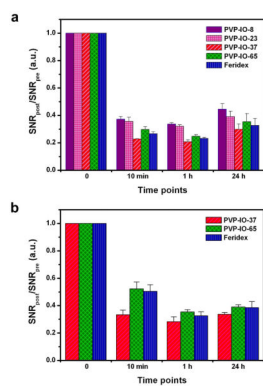 a
PVP-IO-8
PVP-IO-23
PVP-IO-37
PVP-IO-65
Feridex
SNRpost/SNRpre (a.u.)
1.0
0.8
0.6
0.4
0.2
0.0
0 10 min 1 h 24 h
Time points
b
PVP-IO-37
PVP-IO-65
Feridex
SNRpost/SNRpre (a.u.)
1.0
0.8
0.6
0.4
0.2
0.0
0 10 min 1 h 24 h
Time points